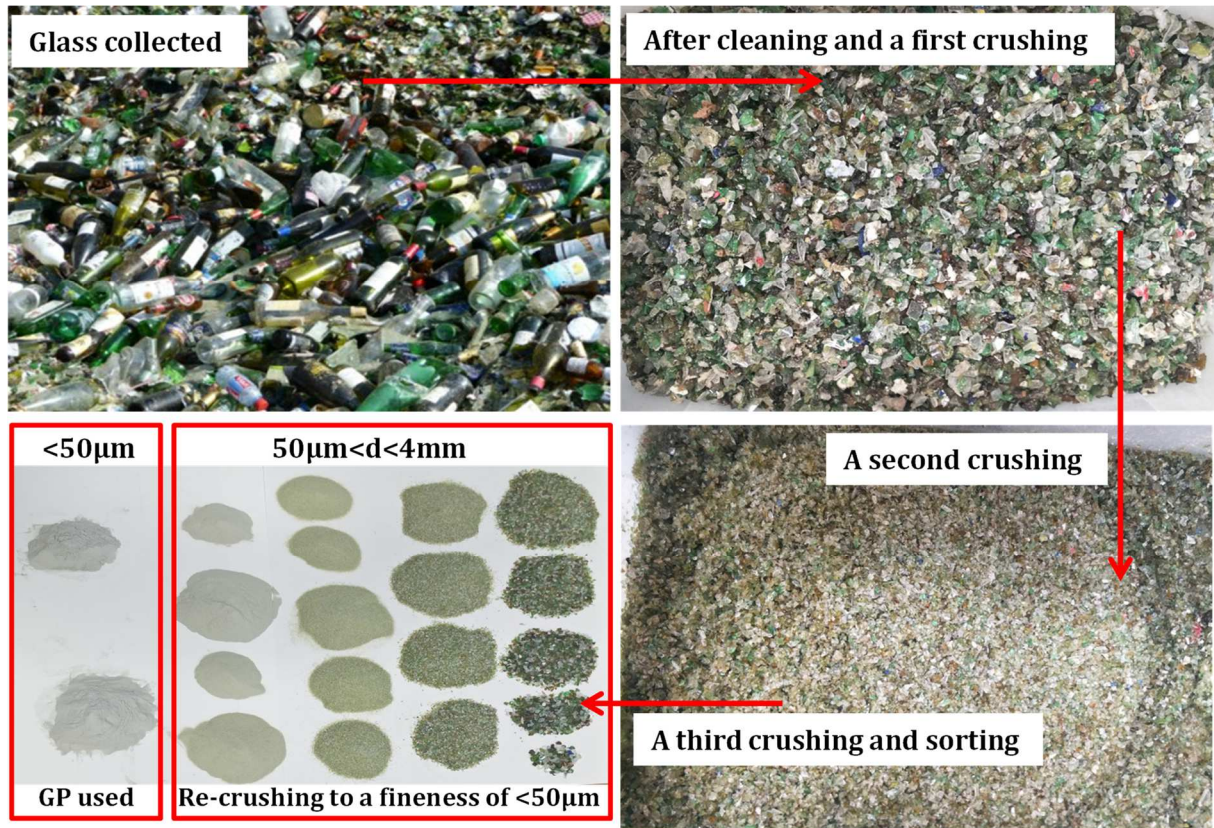 Glass collected
After cleaning and a first crushing
A second crushing
A third crushing and sorting
<50μm
50μm<d<4mm
GP used
Re-crushing to a fineness of <50μm